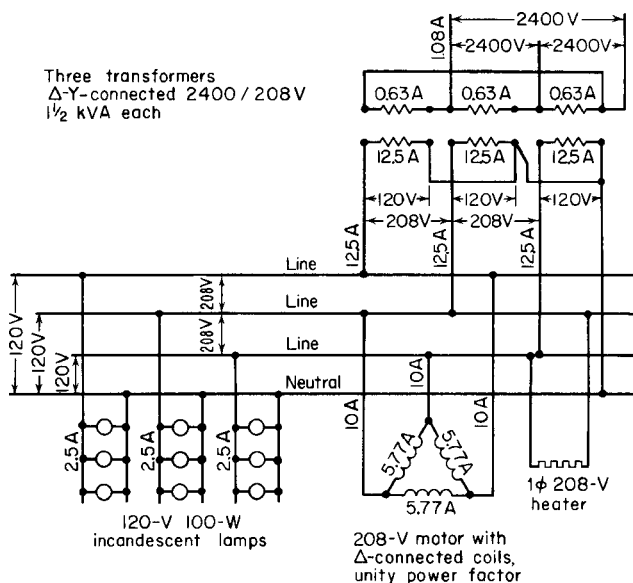 2400V
1.08A
2400V 2400V
Three transformers
Δ-Y-connected 2400/208V
1½ kVA each
0.63A 0.63A 0.63A
12.5A 12.5A 12.5A
120V 120V 120V
208V 208V
12.5A 12.5A 12.5A
Line
208V
Line
208V
Line
Neutral
120V 120V 120V
10A 10A 10A
2.5A 2.5A 2.5A
5.77A 5.77A
5.77A
1ϕ 208-V
heater
120-V 100-W
incandescent lamps
208-V motor with
Δ-connected coils,
unity power factor